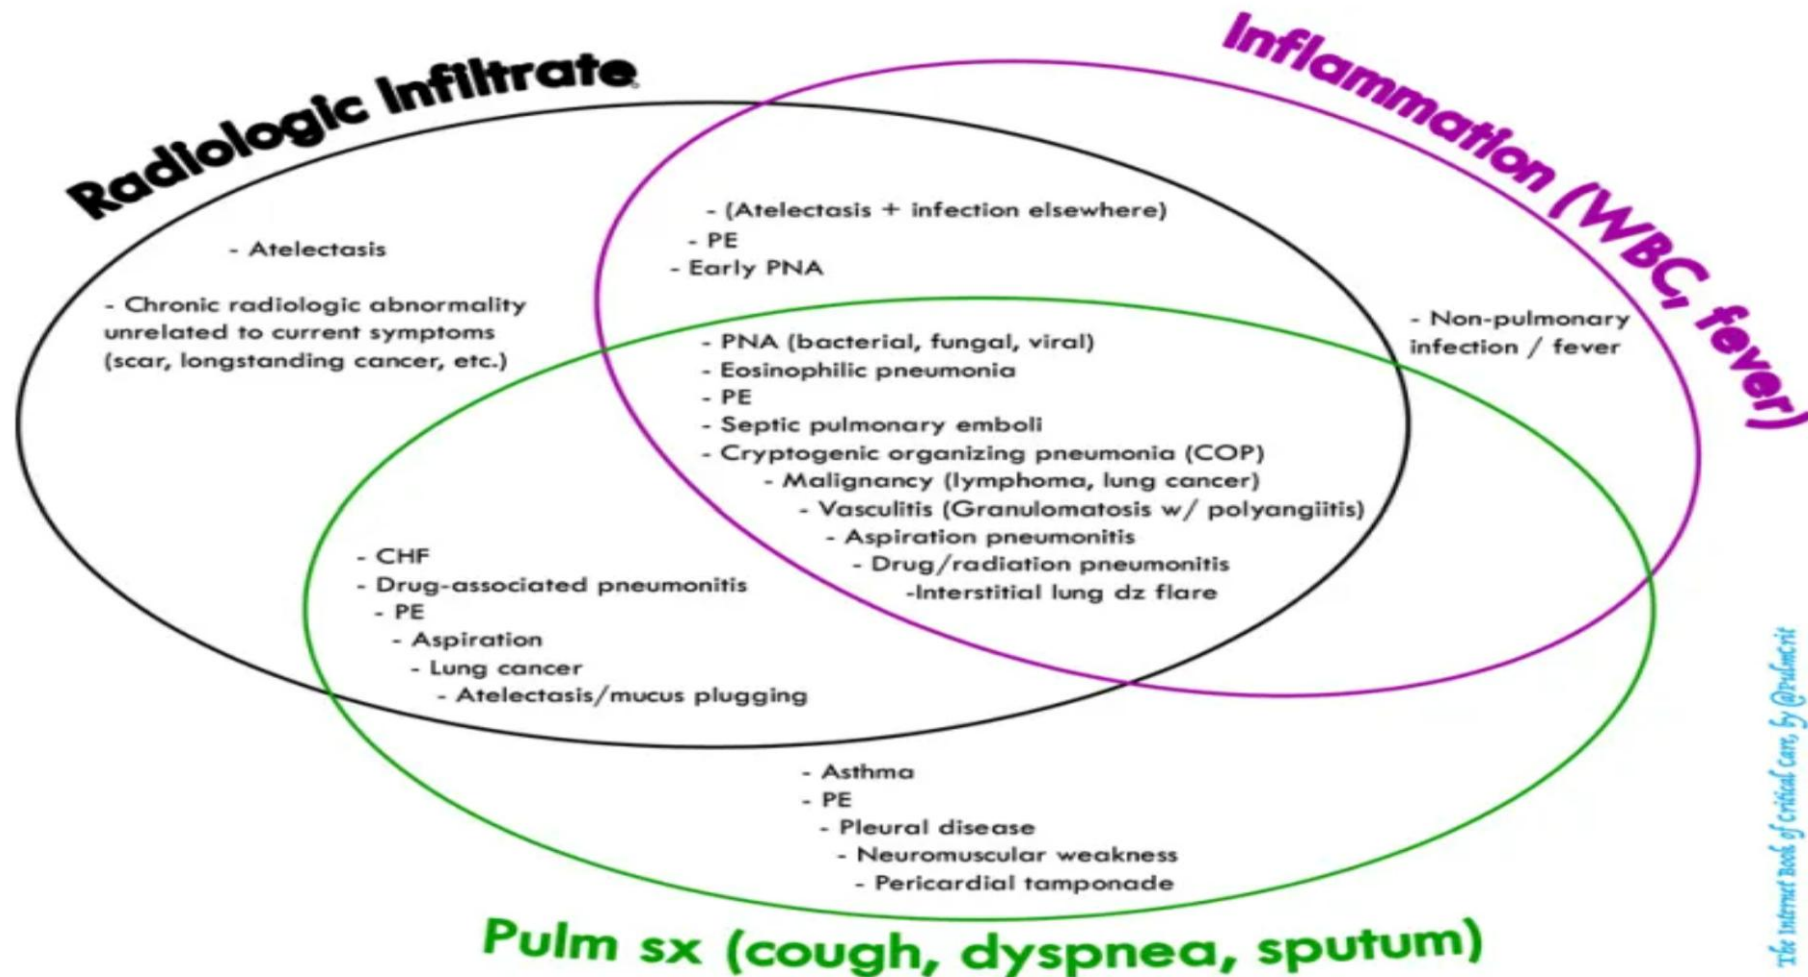 Radiologic Infiltrate
Inflammation (WBC, fever)
- Atelectasis
- Chronic radiologic abnormality
unrelated to current symptoms
(scar, longstanding cancer, etc.)
- (Atelectasis + infection elsewhere)
- PE
- Early PNA
- Non-pulmonary
infection / fever
- PNA (bacterial, fungal, viral)
- Eosinophilic pneumonia
- PE
- Septic pulmonary emboli
- Cryptogenic organizing pneumonia (COP)
- Malignancy (lymphoma, lung cancer)
- Vasculitis (Granulomatosis w/ polyangiitis)
- Aspiration pneumonitis
- Drug/radiation pneumonitis
-Interstitial lung dz flare
- CHF
- Drug-associated pneumonitis
- PE
- Aspiration
- Lung cancer
- Atelectasis/mucus plugging
- Asthma
- PE
- Pleural disease
- Neuromuscular weakness
- Pericardial tamponade
Pulm sx (cough, dyspnea, sputum)
The Internet Book of Critical Care, by @PulmCrit